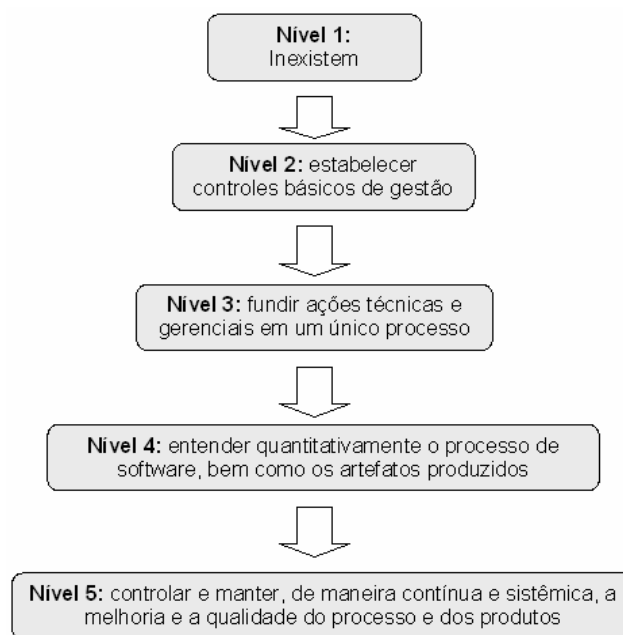 Nível 1:
Inexistem
Nível 2: estabelecer
controles básicos de gestão
Nível 3: fundir ações técnicas e
gerenciais em um único processo
Nível 4: entender quantitativamente o processo de
software, bem como os artefatos produzidos
Nível 5: controlar e manter, de maneira contínua e sistêmica, a
melhoria e a qualidade do processo e dos produtos